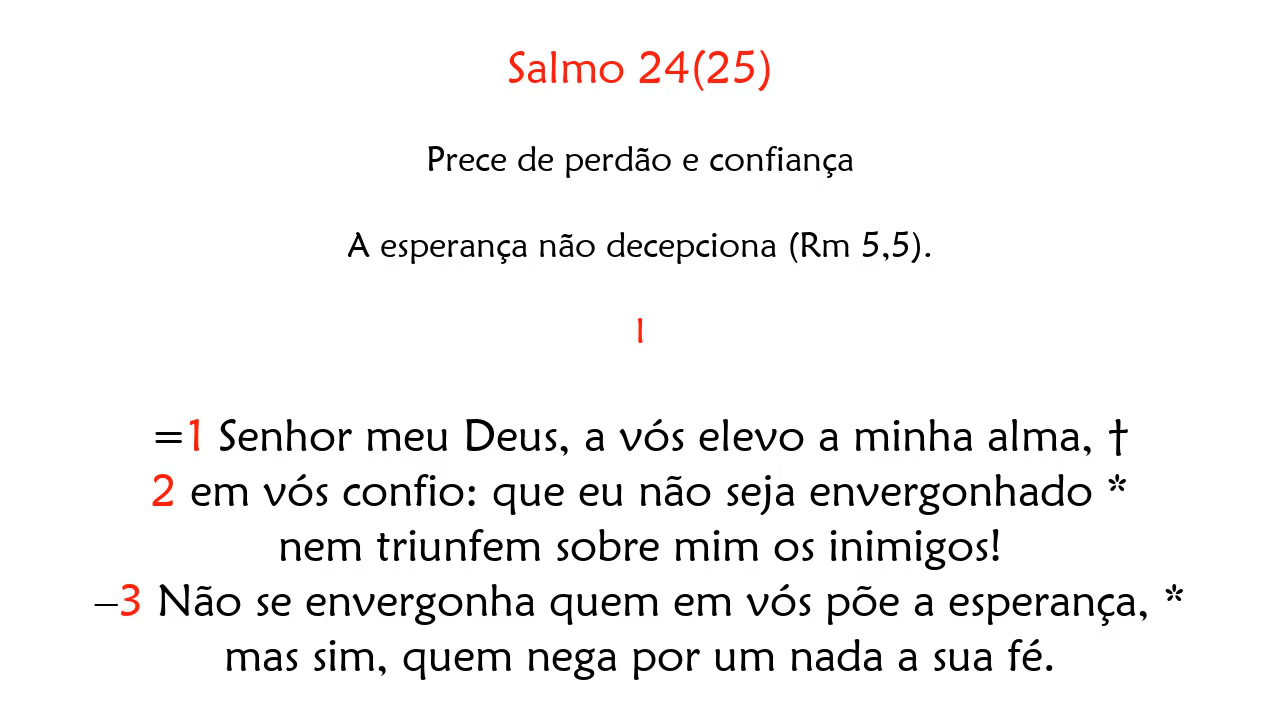 Salmo 24(25)
Prece de perdão e confiança
A esperança não decepciona (Rm 5,5).
I
=1 Senhor meu Deus, a vós elevo a minha alma, †
2 em vós confio: que eu não seja envergonhado *
nem triunfem sobre mim os inimigos!
–3 Não se envergonha quem em vós põe a esperança, *
mas sim, quem nega por um nada a sua fé.